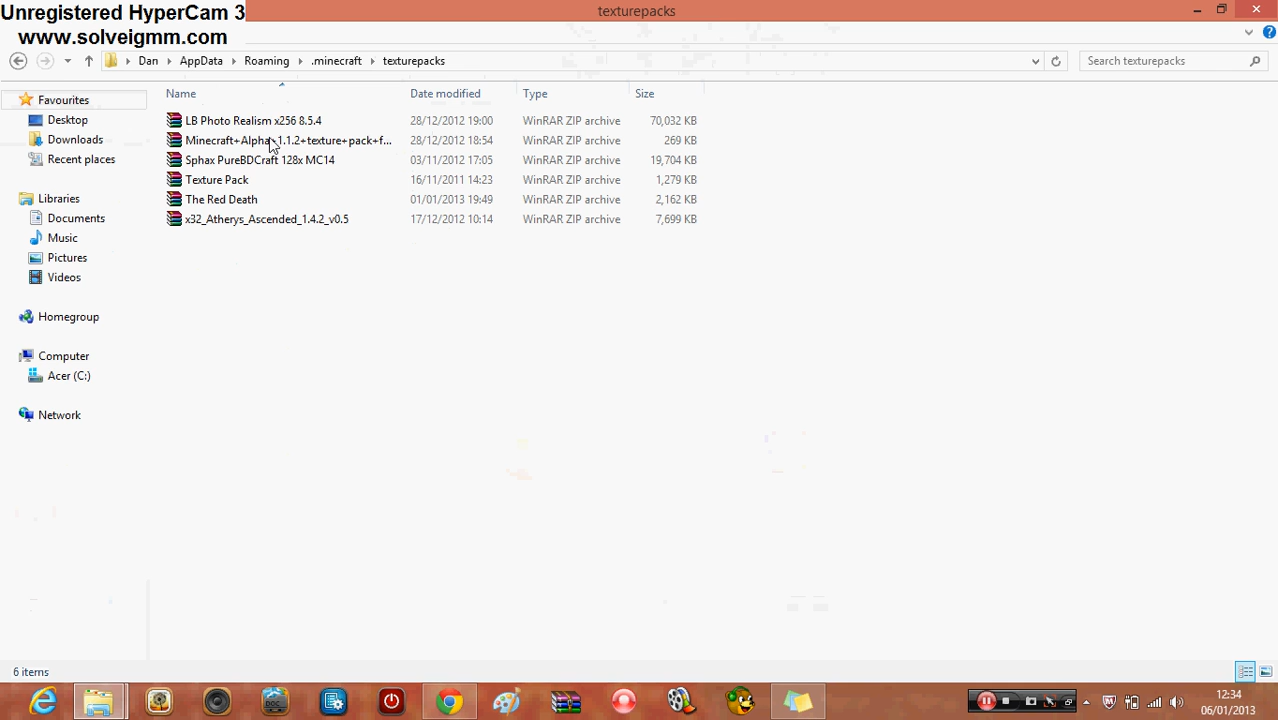 Unregistered HyperCam 3
www.solveigmm.com
texturepacks
Dan AppData Roaming .minecraft texturepacks
Search texturepacks
Name Date modified Type Size
LB Photo Realism x256 8.5.4 28/12/2012 19:00 WinRAR ZIP archive 70,032 KB
Minecraft+Alpha+1.1.2+texture+pack+f... 28/12/2012 18:54 WinRAR ZIP archive 269 KB
Sphax PureBDCraft 128x MC14 03/11/2012 17:05 WinRAR ZIP archive 19,704 KB
Texture Pack 16/11/2011 14:23 WinRAR ZIP archive 1,279 KB
The Red Death 01/01/2013 19:49 WinRAR ZIP archive 2,162 KB
x32_Atherys_Ascended_1.4.2_v0.5 17/12/2012 10:14 WinRAR ZIP archive 7,699 KB
Favourites
Desktop
Downloads
Recent places
Libraries
Documents
Music
Pictures
Videos
Homegroup
Computer
Acer (C:)
Network
6 items
DOC
12:34
06/01/2013